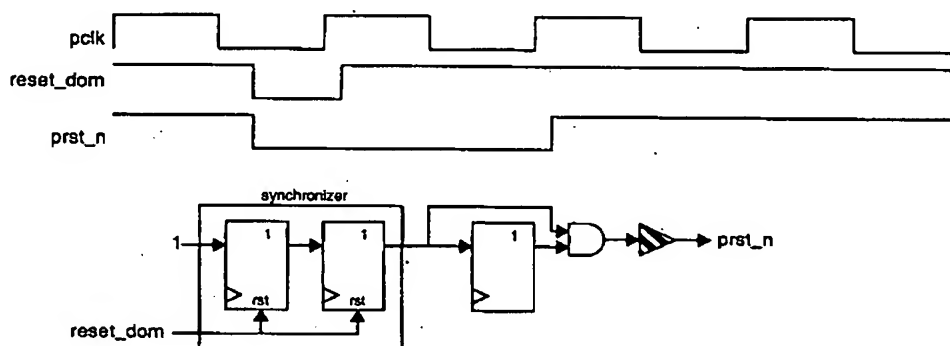 pclk
reset_dom
prst_n
synchronizer
1
1
1
1
prst_n
rst
rst
reset_dom